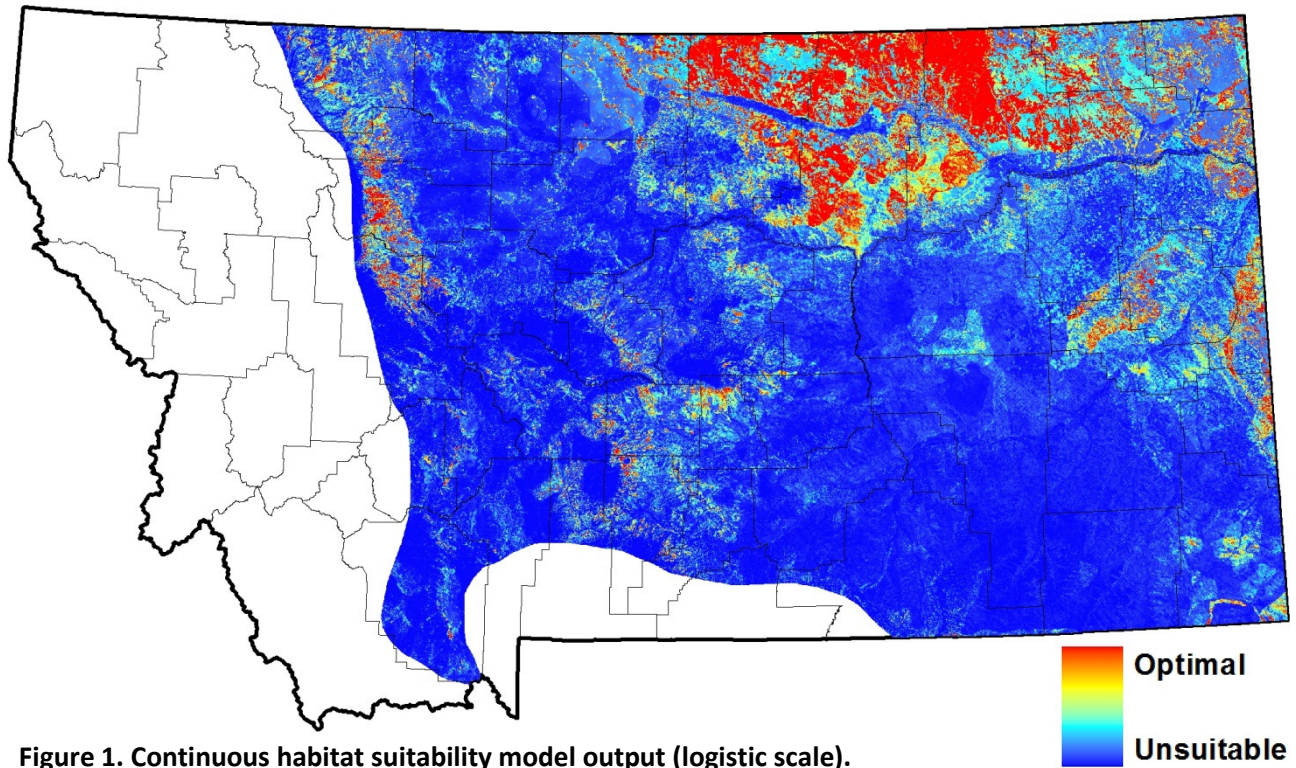 Optimal
Unsuitable
Figure 1. Continuous habitat suitability model output (logistic scale).